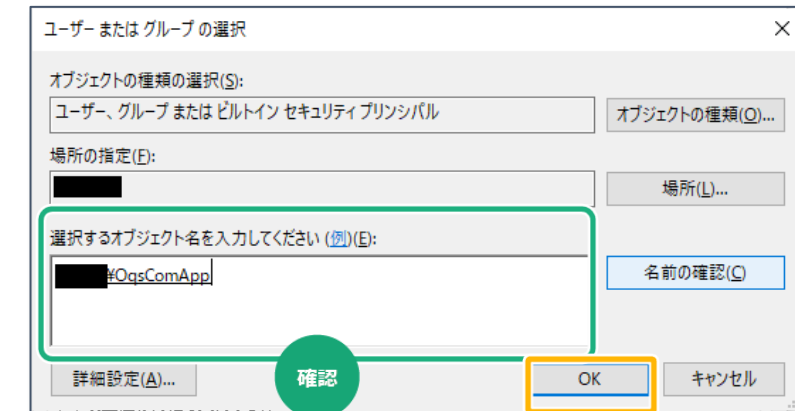 ユーザー または グループ の選択
オブジェクトの種類の選択(S):
ユーザー、グループ または ビルトイン セキュリティ プリンシパル
オブジェクトの種類(O)...
場所の指定(F):
場所(L)...
選択するオブジェクト名を入力してください (例)(E):
¥OqsComApp
名前の確認(C)
詳細設定(A)...
確認
OK
キャンセル